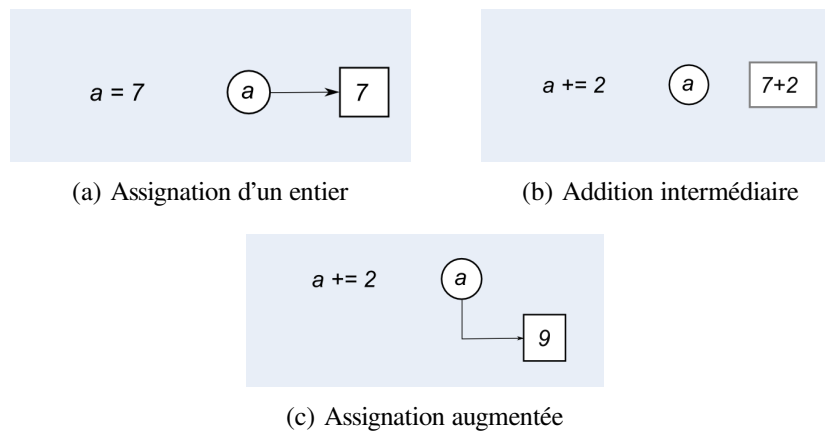 a = 7
a
7
(a) Assignation d'un entier
a += 2
a
7+2
(b) Addition intermédiaire
a += 2
a
9
(c) Assignation augmentée